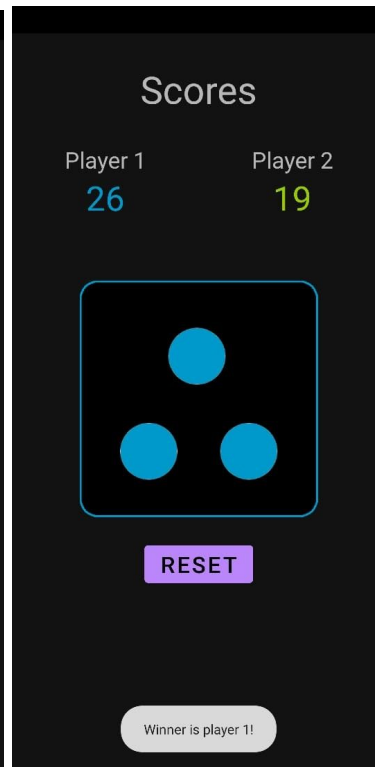 Scores
Player 1 Player 2
26 19
RESET
Winner is player 1!